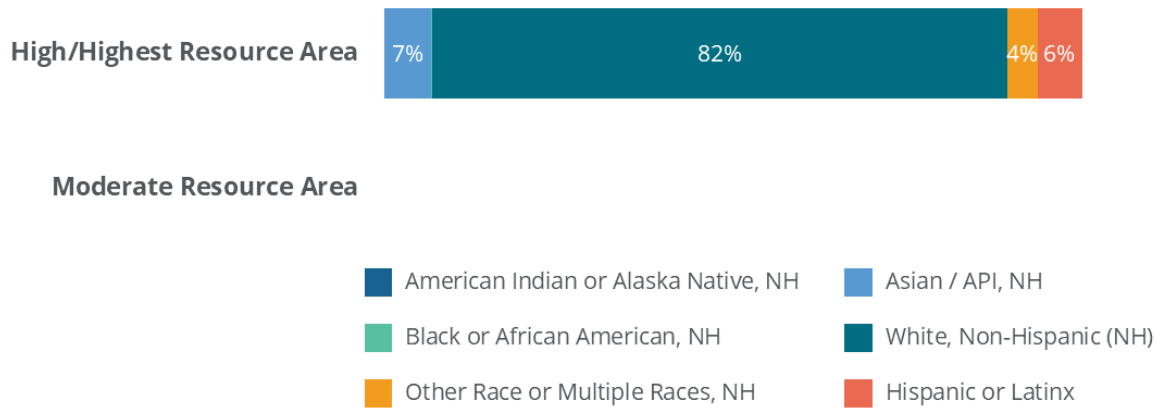 High/Highest Resource Area 7% 82% 4% 6%
Moderate Resource Area
American Indian or Alaska Native, NH Asian / API, NH
Black or African American, NH White, Non-Hispanic (NH)
Other Race or Multiple Races, NH Hispanic or Latinx